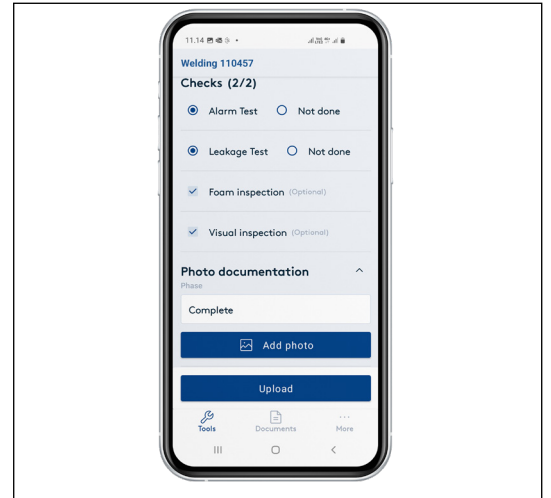 11.14
Welding 110457
Checks (2/2)
Alarm Test Not done
Leakage Test Not done
Foam inspection (Optional)
Visual inspection (Optional)
Photo documentation
Phase
Complete
Add photo
Upload
Tools Documents More